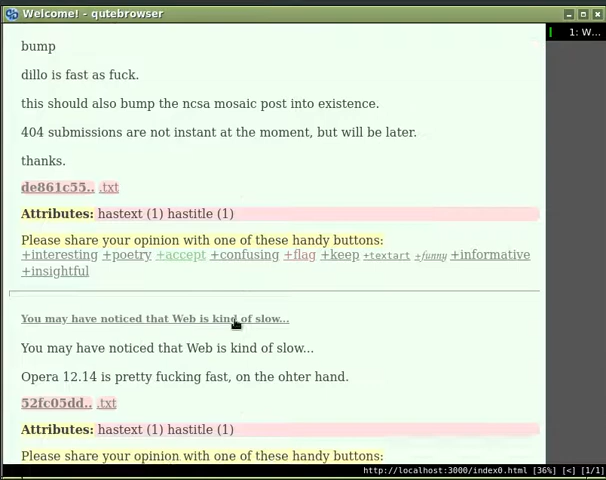 Welcome! - qutebrowser
1: W...
bump
dillo is fast as fuck.
this should also bump the ncsa mosaic post into existence.
404 submissions are not instant at the moment, but will be later.
thanks.
de861c55.. .txt
Attributes: hastext (1) hastitle (1)
Please share your opinion with one of these handy buttons:
+interesting +poetry +accept +confusing +flag +keep +textart +funny +informative
+insightful
You may have noticed that Web is kind of slow...
You may have noticed that Web is kind of slow...
Opera 12.14 is pretty fucking fast, on the ohter hand.
52fc05dd.. .txt
Attributes: hastext (1) hastitle (1)
Please share your opinion with one of these handy buttons:
http://localhost:3000/index0.html [36%] [<] [1/1]